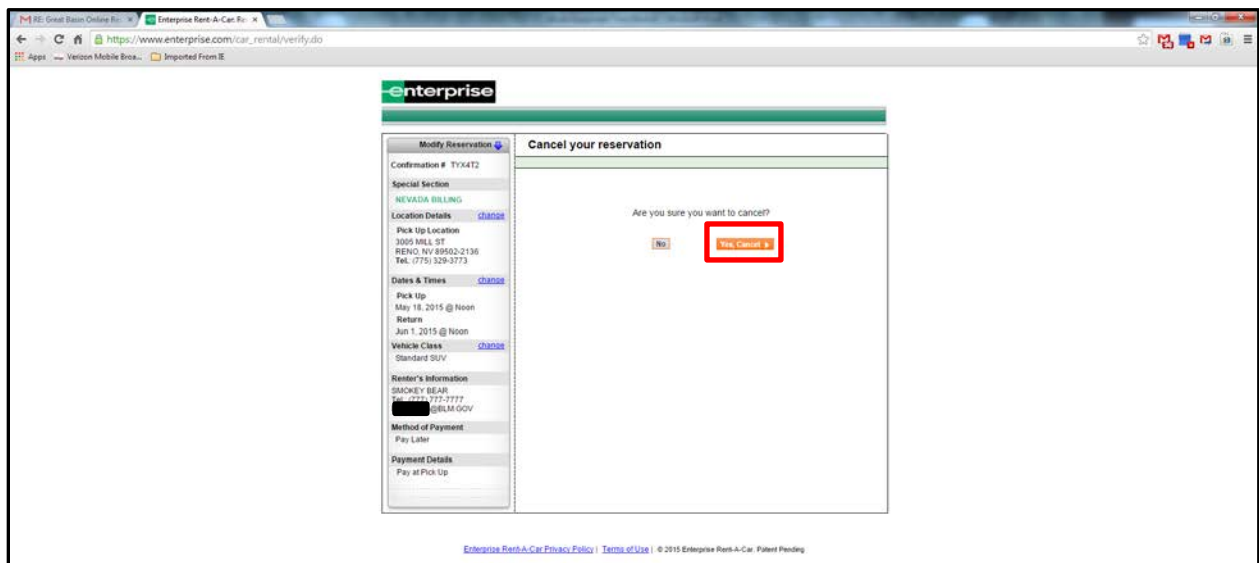 RE: Great Basin Online Re
Enterprise Rent-A-Car: Re
https://www.enterprise.com/car_rental/verify.do
Apps
Verizon Mobile Broa...
Imported From IE
enterprise
Modify Reservation
Confirmation # TYX4T2
Special Section
NEVADA BILLING
Location Details change
Pick Up Location
3005 MILL ST
RENO, NV 89502-2136
Tel.: (775) 329-3773
Dates & Times change
Pick Up
May 18, 2015 @ Noon
Return
Jun 1, 2015 @ Noon
Vehicle Class change
Standard SUV
Renter's Information
SMOKEY BEAR
Tel.: (777) 777-7777
@BLM.GOV
Method of Payment
Pay Later
Payment Details
Pay at Pick Up
Cancel your reservation
Are you sure you want to cancel?
No
Yes, Cancel
Enterprise Rent-A-Car Privacy Policy | Terms of Use | © 2015 Enterprise Rent-A-Car. Patent Pending